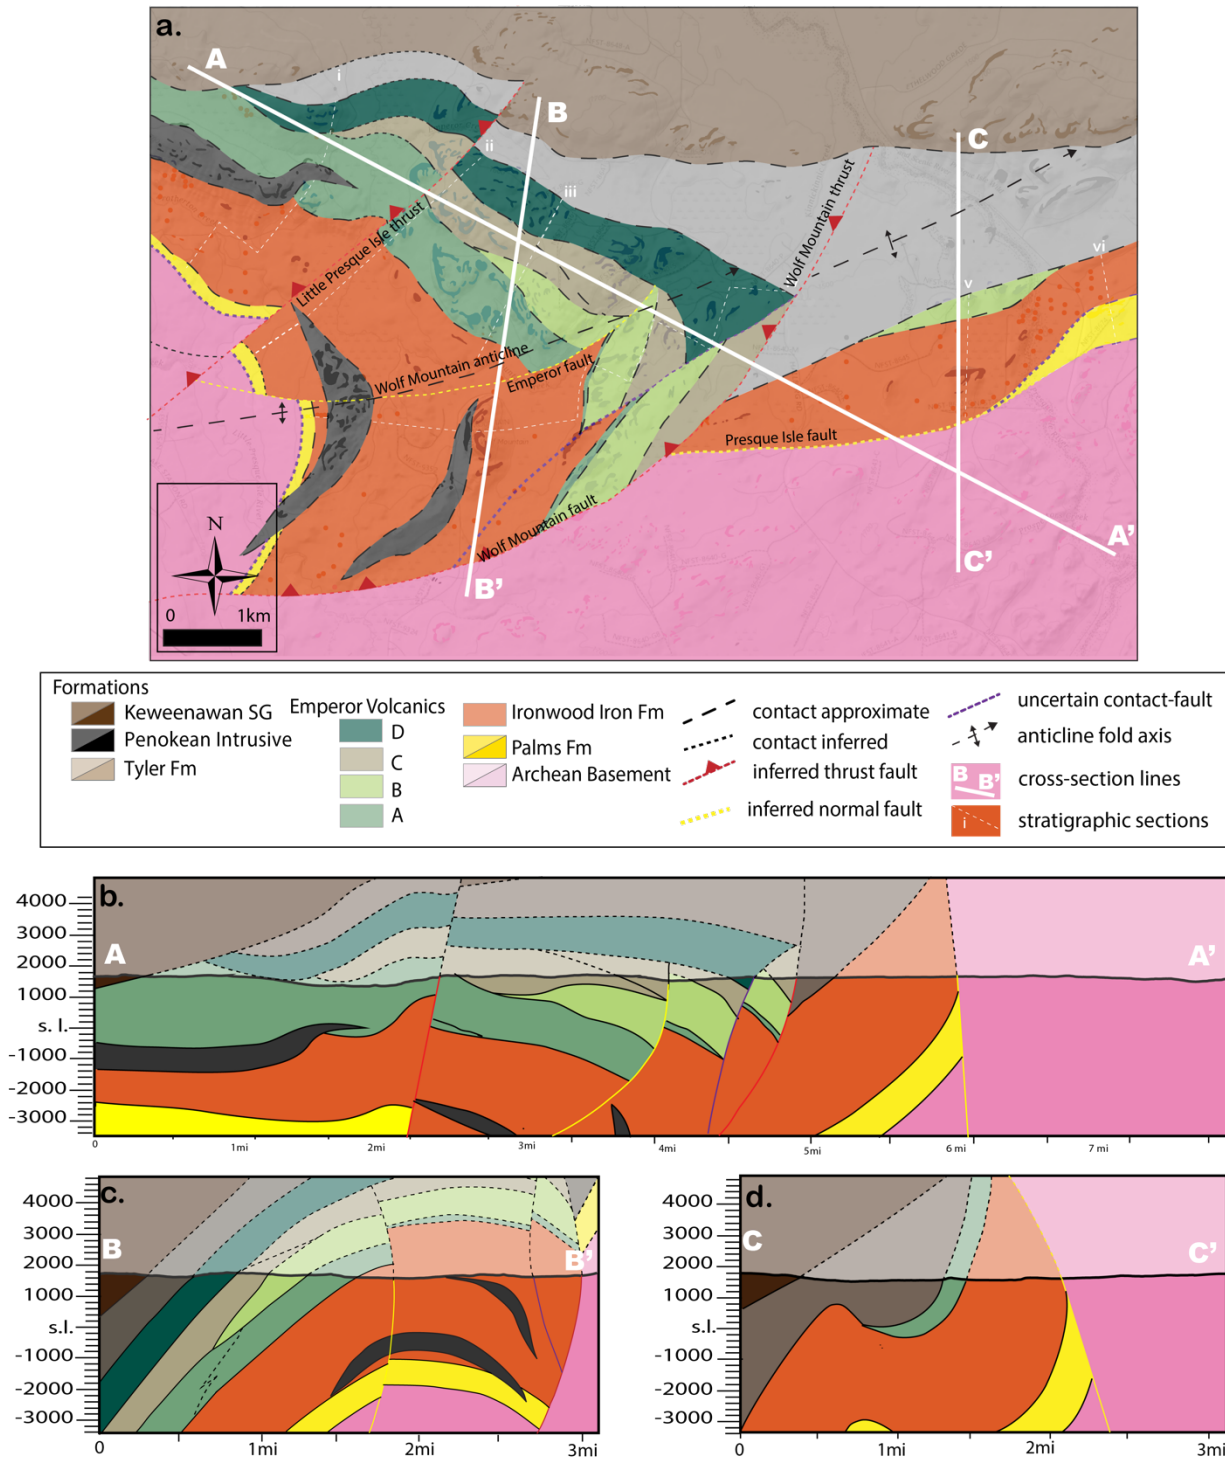 a.
A
B
C
i
ii
iii
v
vi
Little Presque Isle thrust
Wolf Mountain thrust
Wolf Mountain anticline
Emperor fault
Presque Isle fault
Wolf Mountain fault
A'
B'
C'
N
0 1km
Formations
Keweenawan SG
Penokean Intrusive
Tyler Fm
Emperor Volcanics
D
C
B
A
Ironwood Iron Fm
Palms Fm
Archean Basement
contact approximate
contact inferred
inferred thrust fault
inferred normal fault
uncertain contact-fault
anticline fold axis
B B' cross-section lines
i stratigraphic sections
b.
A A'
4000
3000
2000
1000
s. l.
-1000
-2000
-3000
0 1mi 2mi 3mi 4mi 5mi 6 mi 7 mi
c.
B B'
4000
3000
2000
1000
s.l.
-1000
-2000
-3000
0 1mi 2mi 3mi
d.
C C'
4000
3000
2000
1000
s.l.
-1000
-2000
-3000
0 1mi 2mi 3mi